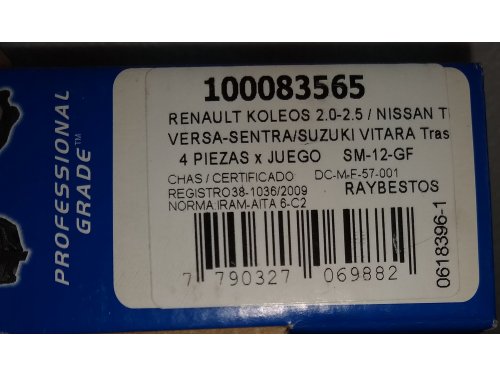 100083565
RENAULT KOLEOS 2.0-2.5 / NISSAN T
VERSA-SENTRA/SUZUKI VITARA Tras
4 PIEZAS x JUEGO SM-12-GF
CHAS / CERTIFICADO DC-M-F-57-001
REGISTRO38-1036/2009 RAYBESTOS
NORMA:IRAM-AITA 6-C2
7 790327 069882
0618396-1
PROFESSIONAL
GRADE™